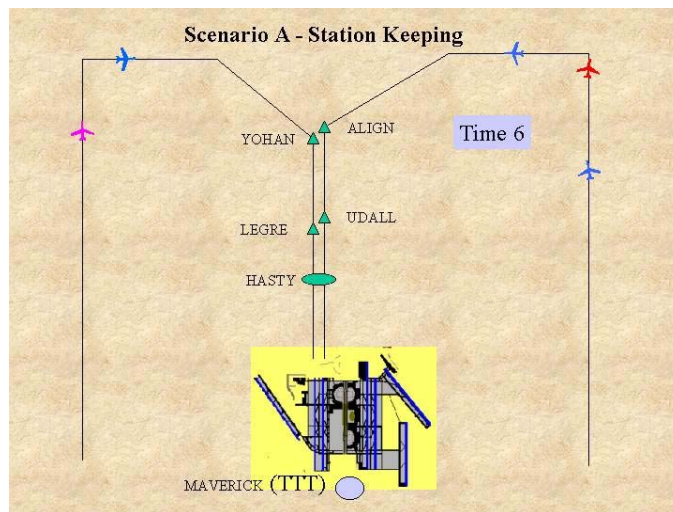 Scenario A - Station Keeping
ALIGN
YOHAN
Time 6
UDALL
LEGRE
HASTY
MAVERICK (TTT)